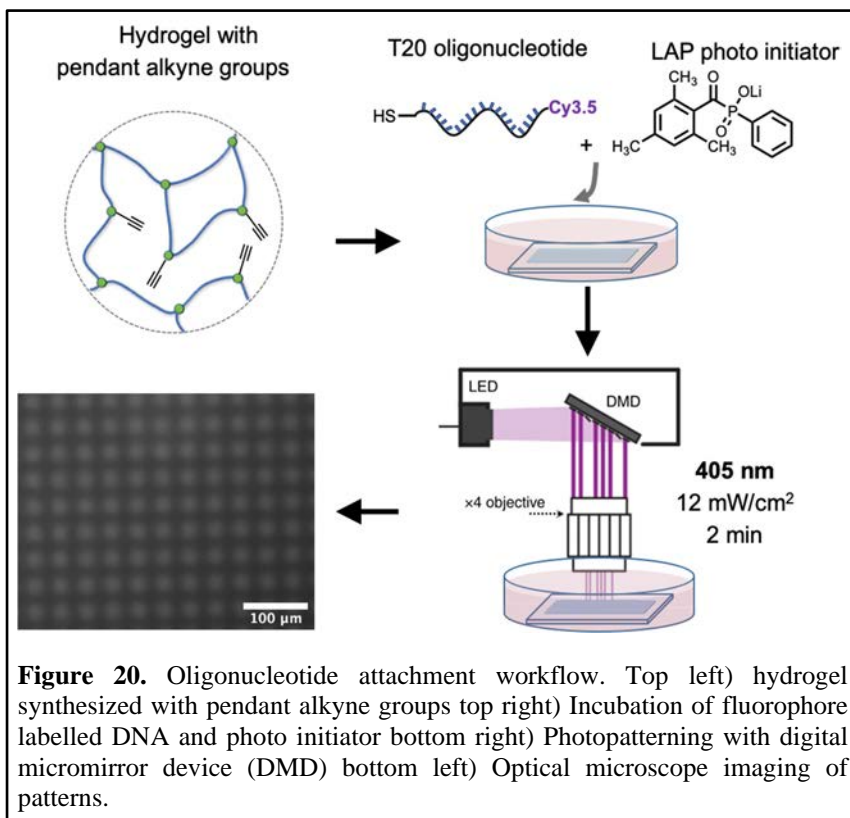 Hydrogel with
pendant alkyne groups
T20 oligonucleotide
LAP photo initiator
HS
Cy3.5
+
CH₃
O
OLi
P
O
H₃C
CH₃
LED
DMD
×4 objective
405 nm
12 mW/cm²
2 min
100 µm
Figure 20. Oligonucleotide attachment workflow. Top left) hydrogel
synthesized with pendant alkyne groups top right) Incubation of fluorophore
labelled DNA and photo initiator bottom right) Photopatterning with digital
micromirror device (DMD) bottom left) Optical microscope imaging of
patterns.